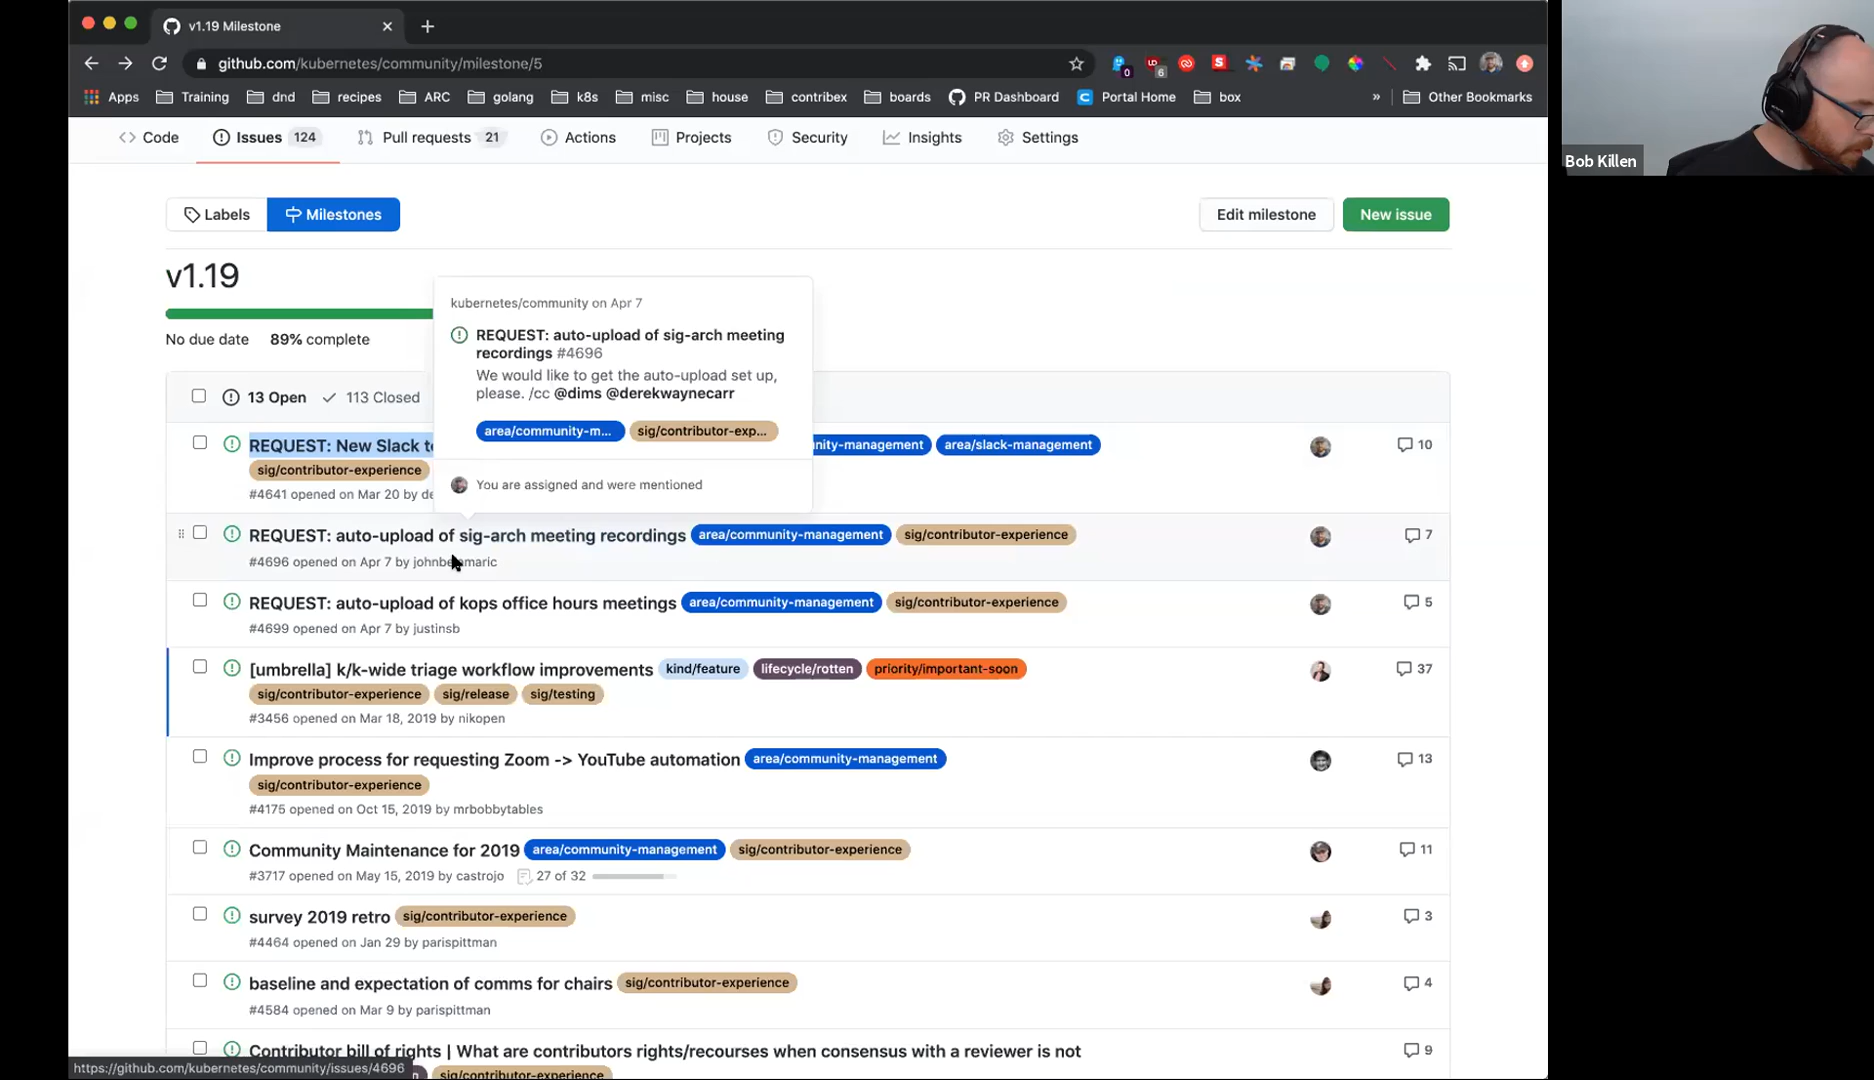 v1.19 Milestone
github.com/kubernetes/community/milestone/5
0
6
Apps Training dnd recipes ARC golang k8s misc house contribex boards PR Dashboard Portal Home box » Other Bookmarks
Bob Killen
Code Issues 124 Pull requests 21 Actions Projects Security Insights Settings
Labels Milestones Edit milestone New issue
v1.19
No due date 89% complete
kubernetes/community on Apr 7
REQUEST: auto-upload of sig-arch meeting
recordings #4696
We would like to get the auto-upload set up,
please. /cc @dims @derekwaynecarr
area/community-m... sig/contributor-exp...
You are assigned and were mentioned
13 Open 113 Closed
REQUEST: New Slack nity-management area/slack-management 10
sig/contributor-experience
#4641 opened on Mar 20 by
REQUEST: auto-upload of sig-arch meeting recordings area/community-management sig/contributor-experience 7
#4696 opened on Apr 7 by
REQUEST: auto-upload of kops office hours meetings area/community-management sig/contributor-experience 5
#4699 opened on Apr 7 by justinsb
[umbrella] k/k-wide triage workflow improvements kind/feature lifecycle/rotten priority/important-soon 37
sig/contributor-experience sig/release sig/testing
#3456 opened on Mar 18, 2019 by nikopen
Improve process for requesting Zoom -> YouTube automation area/community-management 13
sig/contributor-experience
#4175 opened on Oct 15, 2019 by mrbobbytables
Community Maintenance for 2019 area/community-management sig/contributor-experience 11
#3717 opened on May 15, 2019 by castrojo 27 of 32
survey 2019 retro sig/contributor-experience 3
#4464 opened on Jan 29 by parispittman
baseline and expectation of comms for chairs sig/contributor-experience 4
#4584 opened on Mar 9 by parispittman
Contributor bill of rights | What are contributors rights/recourses when consensus with a reviewer is not 9
sig/contributor-experience
https://github.com/kubernetes/community/issues/4696